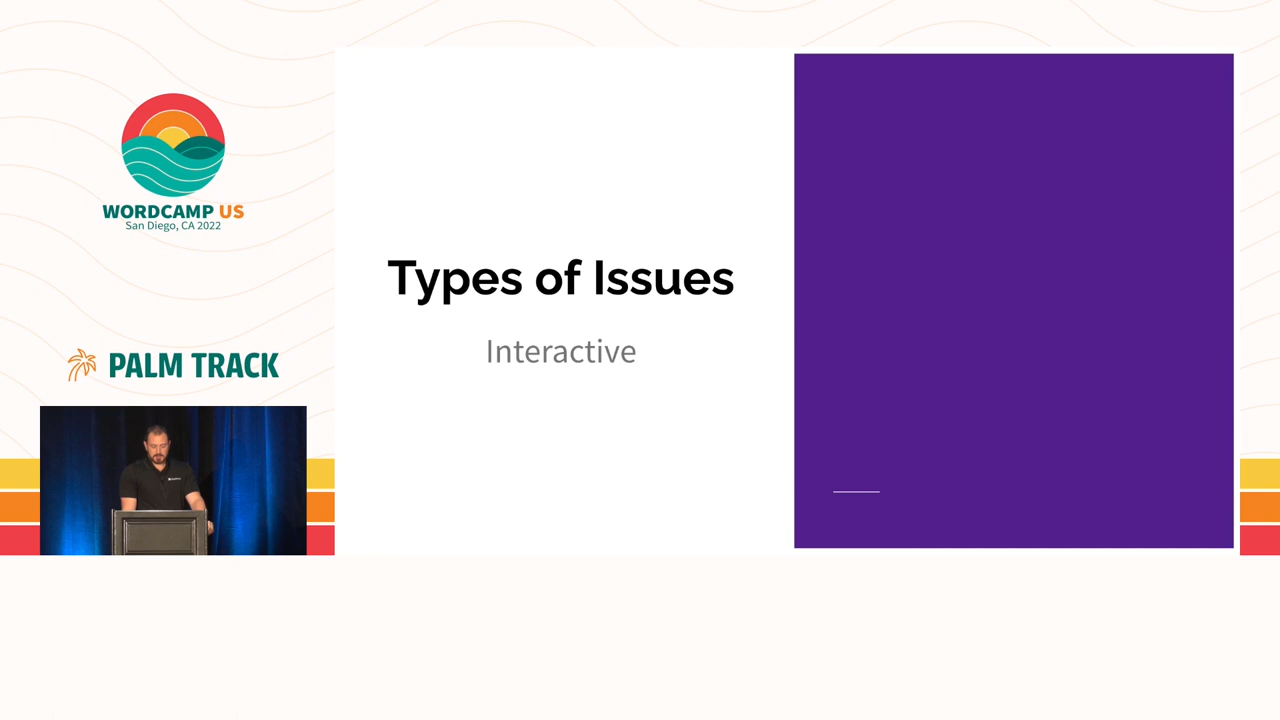 WORDCAMP US
San Diego, CA 2022
PALM TRACK
Types of Issues
Interactive